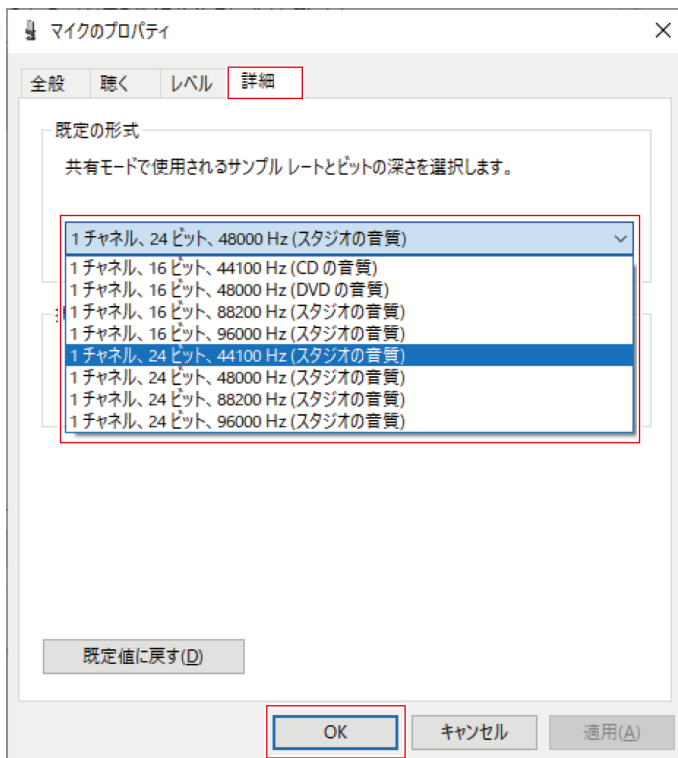 マイクのプロパティ
全般 聴く レベル 詳細
既定の形式
共有モードで使用されるサンプル レートとビットの深さを選択します。
1 チャネル、24 ビット、48000 Hz (スタジオの音質)
1 チャネル、16 ビット、44100 Hz (CD の音質)
1 チャネル、16 ビット、48000 Hz (DVD の音質)
1 チャネル、16 ビット、88200 Hz (スタジオの音質)
1 チャネル、16 ビット、96000 Hz (スタジオの音質)
1 チャネル、24 ビット、44100 Hz (スタジオの音質)
1 チャネル、24 ビット、48000 Hz (スタジオの音質)
1 チャネル、24 ビット、88200 Hz (スタジオの音質)
1 チャネル、24 ビット、96000 Hz (スタジオの音質)
既定値に戻す(D)
OK キャンセル 適用(A)